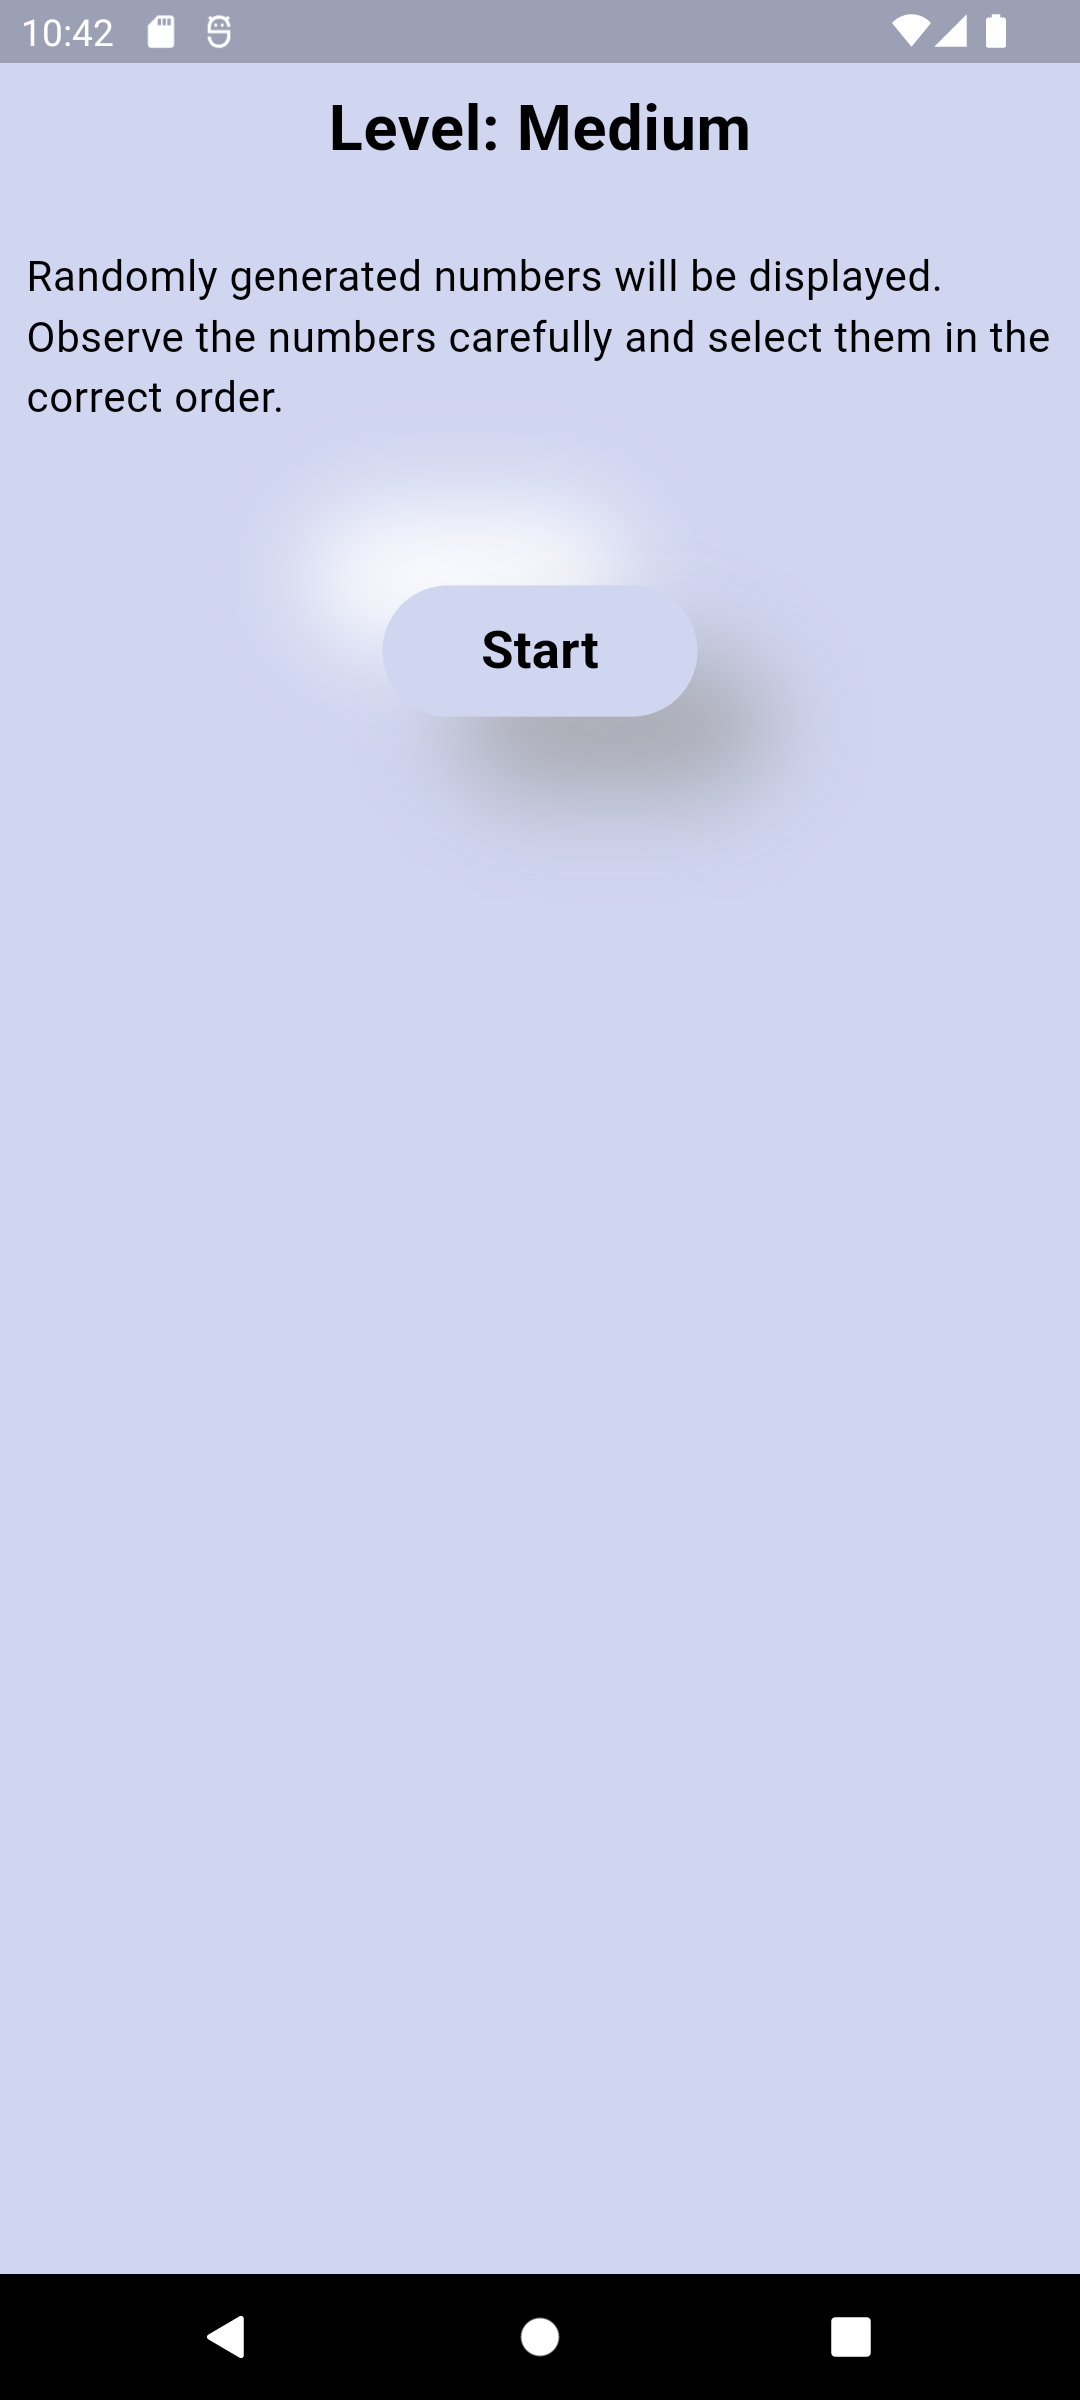 10:42
Level: Medium
Randomly generated numbers will be displayed.
Observe the numbers carefully and select them in the
correct order.
Start